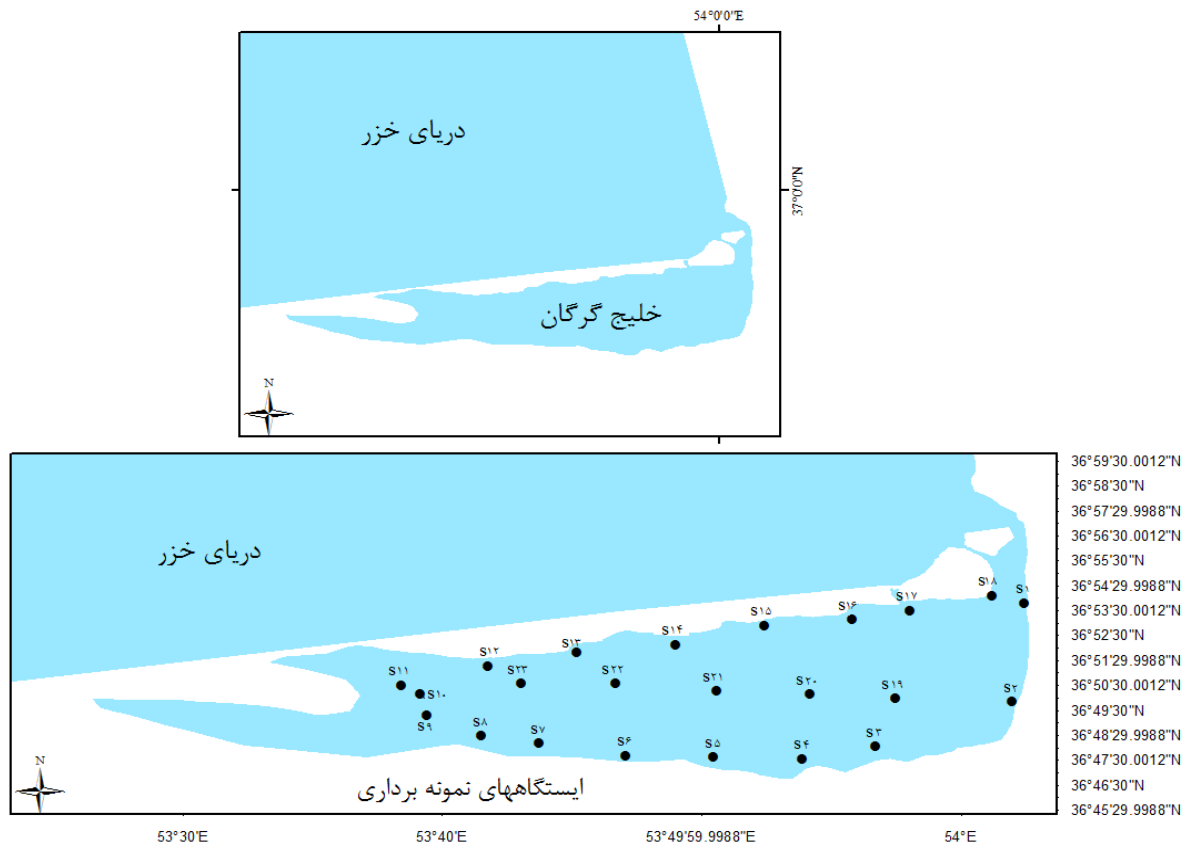 54°0'0"E
دریای خزر
37°0'0"N
خلیج گرگان
N
36°59'30.0012"N
36°58'30"N
36°57'29.9988"N
36°56'30.0012"N
36°55'30"N
36°54'29.9988"N
36°53'30.0012"N
36°52'30"N
36°51'29.9988"N
36°50'30.0012"N
36°49'30"N
36°48'29.9988"N
36°47'30.0012"N
36°46'30"N
36°45'29.9988"N
دریای خزر
S۱۸ S۱
S۱۷
S۱۶
S۱۵
S۱۴
S۱۳
S۱۲
S۱۱ S۲۳ S۲۲ S۲۱ S۲۰ S۱۹ S۲
S۱۰
S۹ S۸ S۷ S۶ S۵ S۴ S۳
N
ایستگاههای نمونه برداری
53°30'E 53°40'E 53°49'59.9988"E 54°E